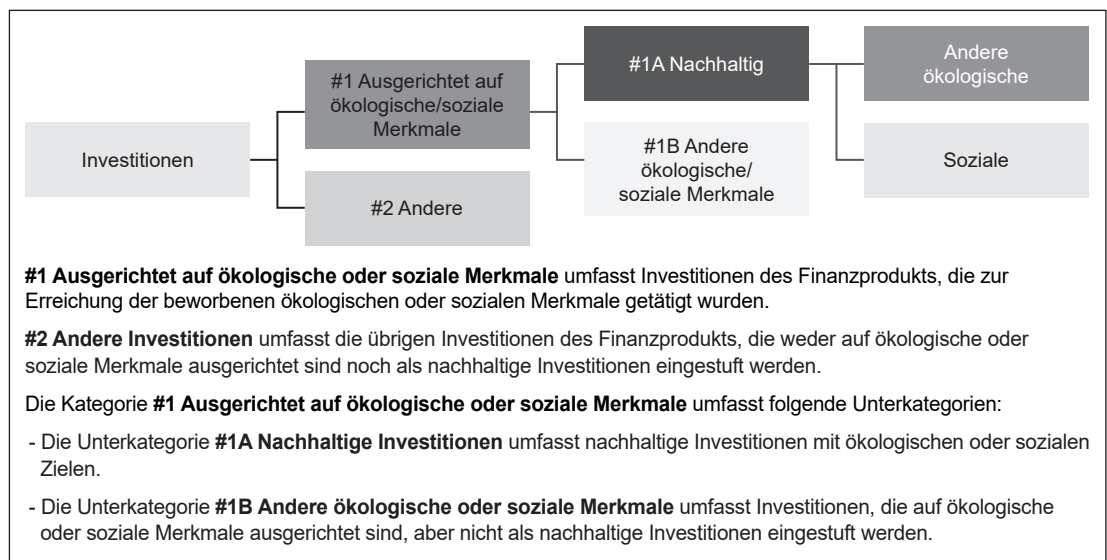 Investitionen
#1 Ausgerichtet auf
ökologische/soziale
Merkmale
#2 Andere
#1A Nachhaltig
#1B Andere
ökologische/
soziale Merkmale
Andere
ökologische
Soziale
#1 Ausgerichtet auf ökologische oder soziale Merkmale umfasst Investitionen des Finanzprodukts, die zur
Erreichung der beworbenen ökologischen oder sozialen Merkmale getätigt wurden.
#2 Andere Investitionen umfasst die übrigen Investitionen des Finanzprodukts, die weder auf ökologische oder
soziale Merkmale ausgerichtet sind noch als nachhaltige Investitionen eingestuft werden.
Die Kategorie #1 Ausgerichtet auf ökologische oder soziale Merkmale umfasst folgende Unterkategorien:
- Die Unterkategorie #1A Nachhaltige Investitionen umfasst nachhaltige Investitionen mit ökologischen oder sozialen
Zielen.
- Die Unterkategorie #1B Andere ökologische oder soziale Merkmale umfasst Investitionen, die auf ökologische
oder soziale Merkmale ausgerichtet sind, aber nicht als nachhaltige Investitionen eingestuft werden.